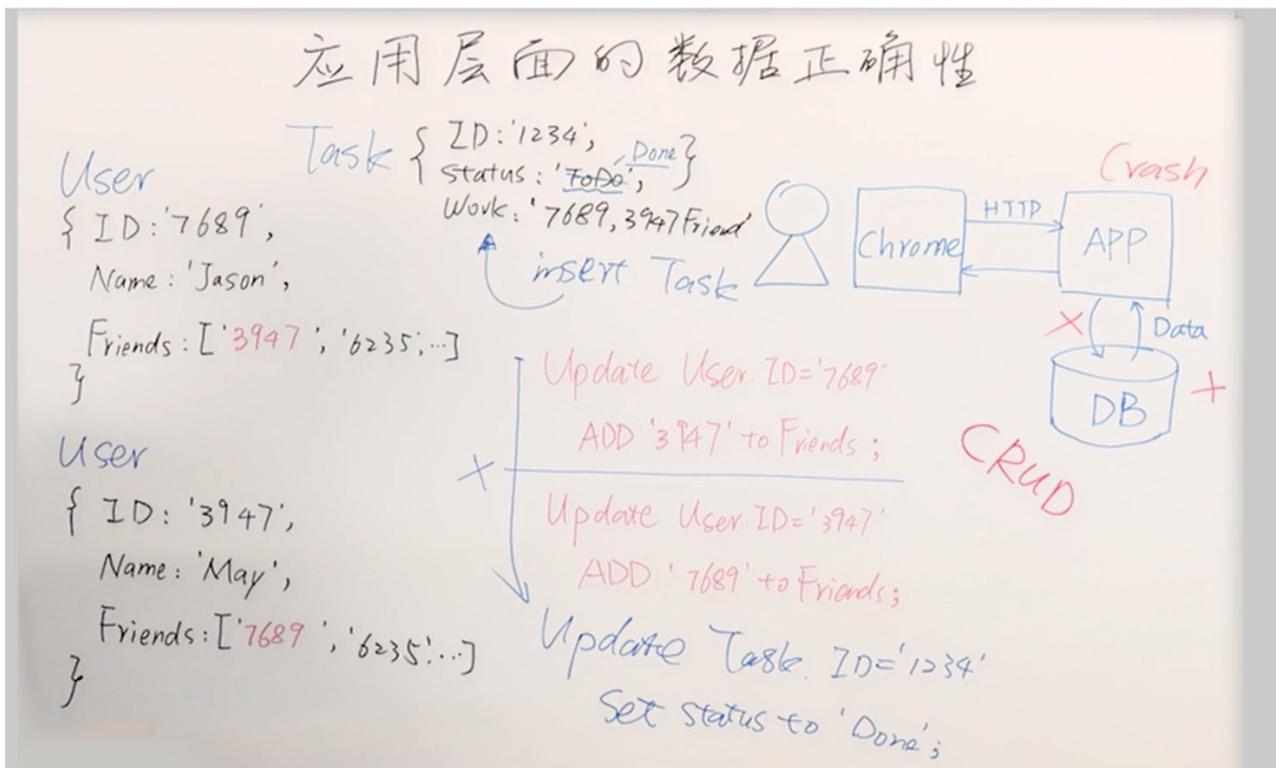 应用层面的数据正确性
User
{ ID:'7689',
Name:'Jason',
Friends:['3947','6235',...]
}
User
{ ID:'3947',
Name:'May',
Friends:['7689','6235'...]
}
Task { ID:'1234',
Status:'ToDo', Done }
Work:'7689,3947Friend'
insert Task
Update User.ID='7689'
ADD '3947' to Friends;
X
Update User.ID='3947'
ADD '7689' to Friends;
Update Task.ID='1234'
Set status to 'Done';
Crash
Chrome
HTTP
APP
X
Data
DB
X
CRUD